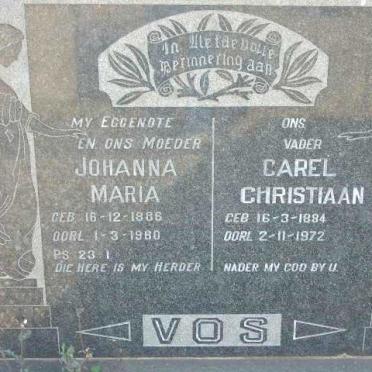 In Liefdevolle
Herinnering aan
MY EGGENOTE
EN ONS MOEDER
JOHANNA
MARIA
GEB 16-12-1886
OORL 1-3-1960
PS 23:1
DIE HERE IS MY HERDER
ONS
VADER
CAREL
CHRISTIAAN
GEB 16-3-1884
OORL 2-11-1972
NADER MY GOD BY U.
VOS